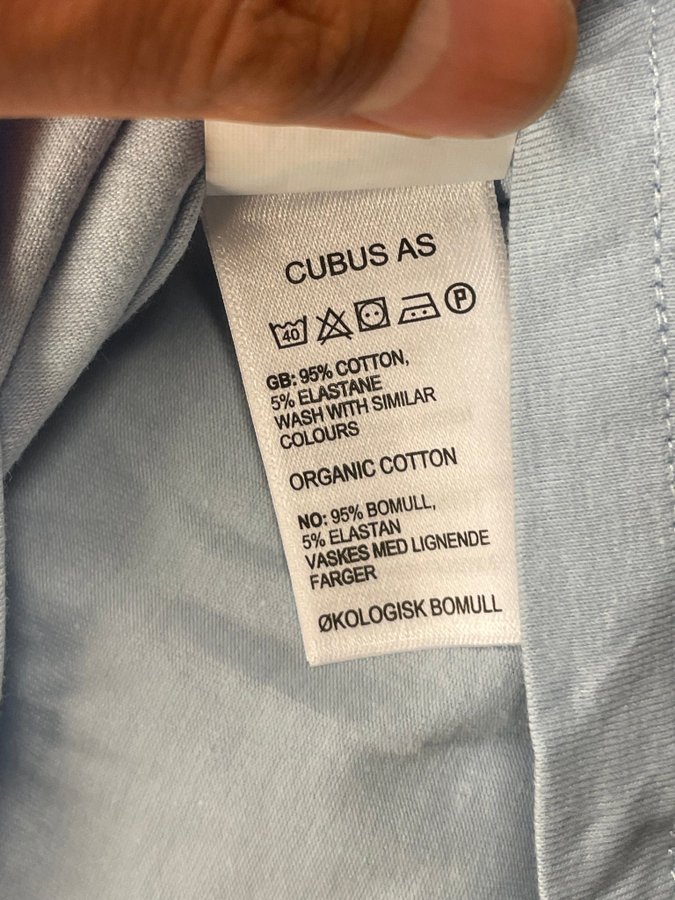 CUBUS AS
40 P
GB: 95% COTTON,
5% ELASTANE
WASH WITH SIMILAR
COLOURS
ORGANIC COTTON
NO: 95% BOMULL,
5% ELASTAN
VASKES MED LIGNENDE
FARGER
ØKOLOGISK BOMULL